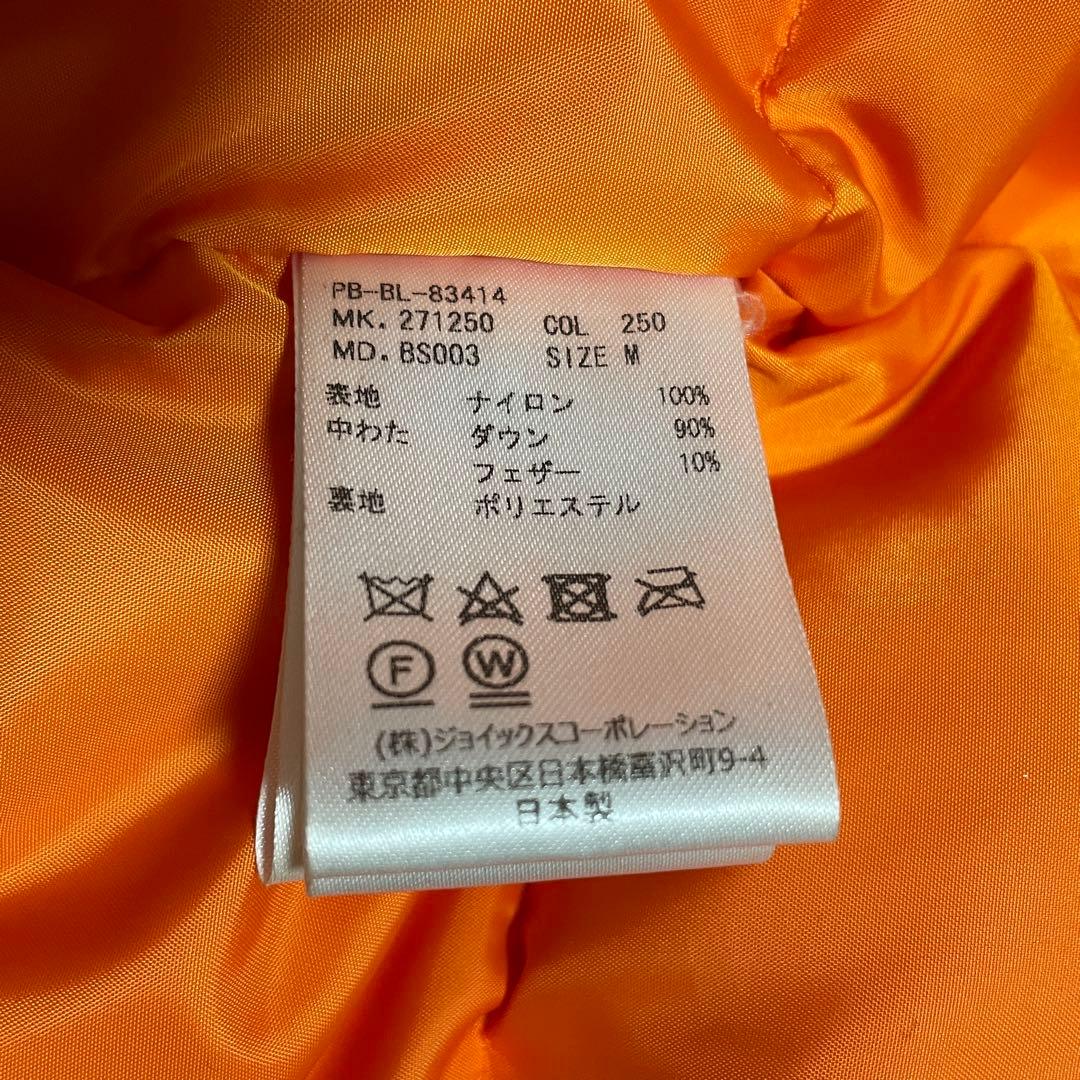 PB-BL-83414
MK. 271250 COL 250
MD. BS003 SIZE M
表地 ナイロン 100%
中わた ダウン 90%
フェザー 10%
裏地 ポリエステル
F W
(株)ジョイックスコーポレーション
東京都中央区日本橋富沢町9-4
日本製